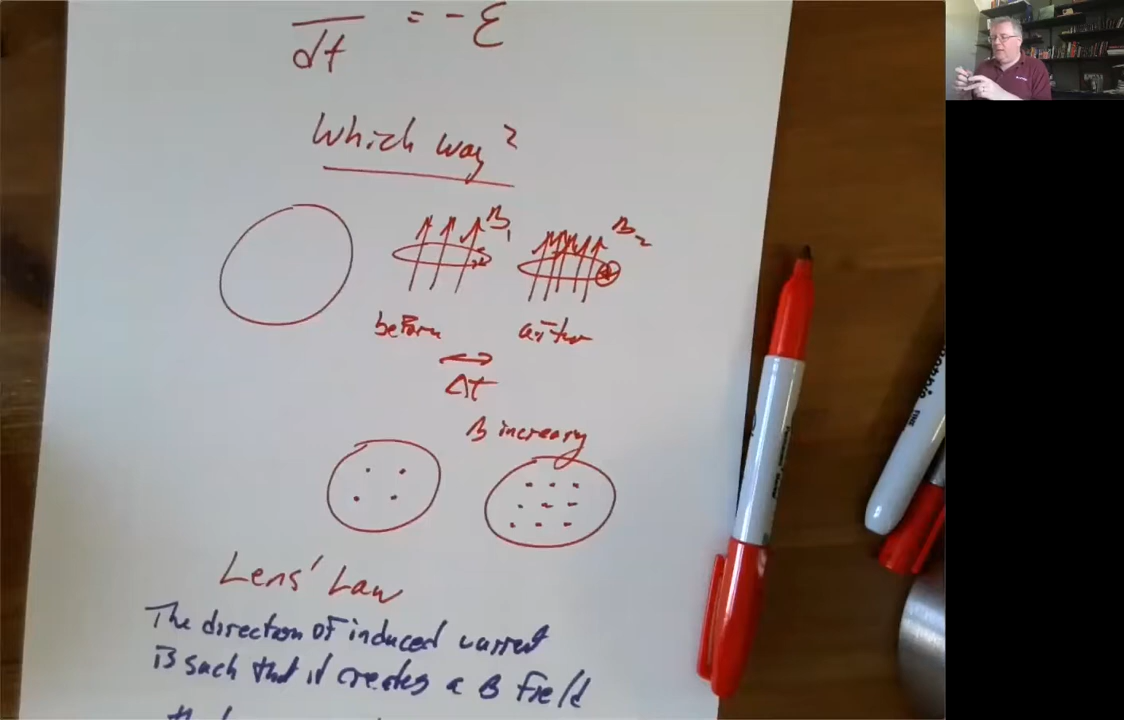 dt = - ℰ
Which way?
B₁
B₂
before
after
Δt
B increasing
Lens' Law
The direction of induced current
is such that it creates a B field
FINE